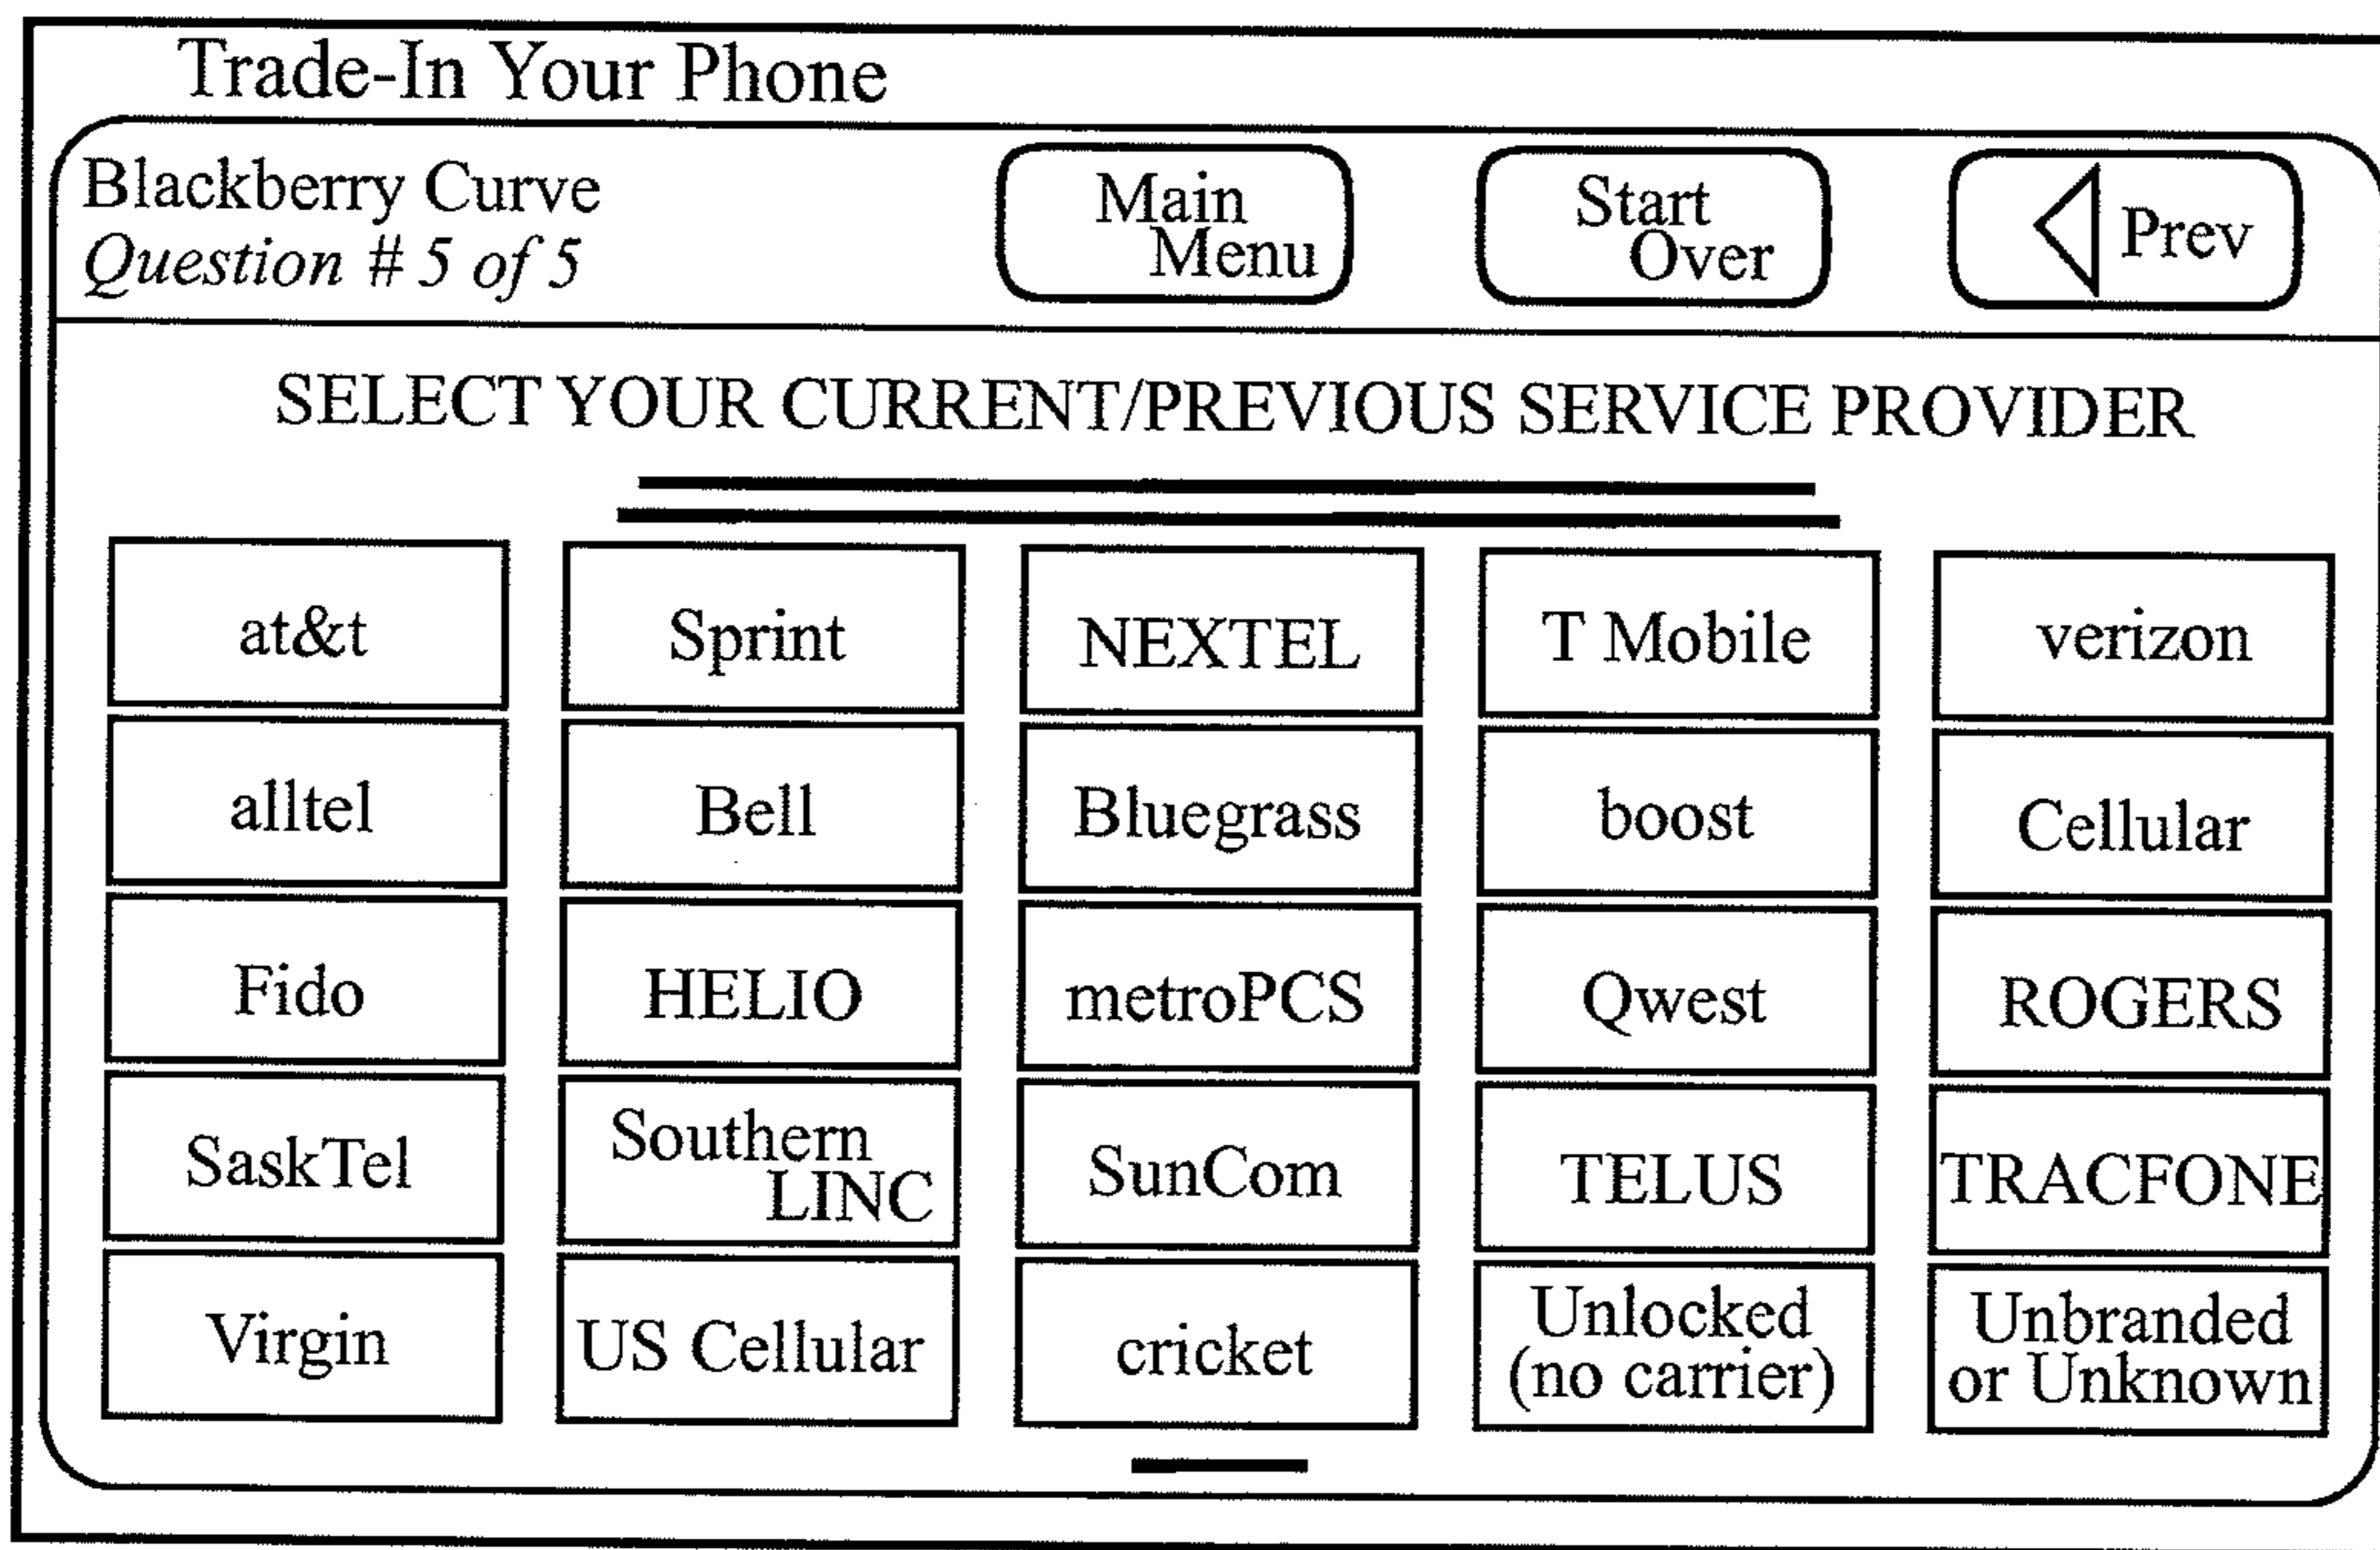 Trade-In Your Phone
Blackberry Curve
Question # 5 of 5
Main
Menu
Start
Over
Prev
SELECT YOUR CURRENT/PREVIOUS SERVICE PROVIDER
at&t
Sprint
NEXTEL
T Mobile
verizon
alltel
Bell
Bluegrass
boost
Cellular
Fido
HELIO
metroPCS
Qwest
ROGERS
SaskTel
Southern
LINC
SunCom
TELUS
TRACFONE
Virgin
US Cellular
cricket
Unlocked
(no carrier)
Unbranded
or Unknown